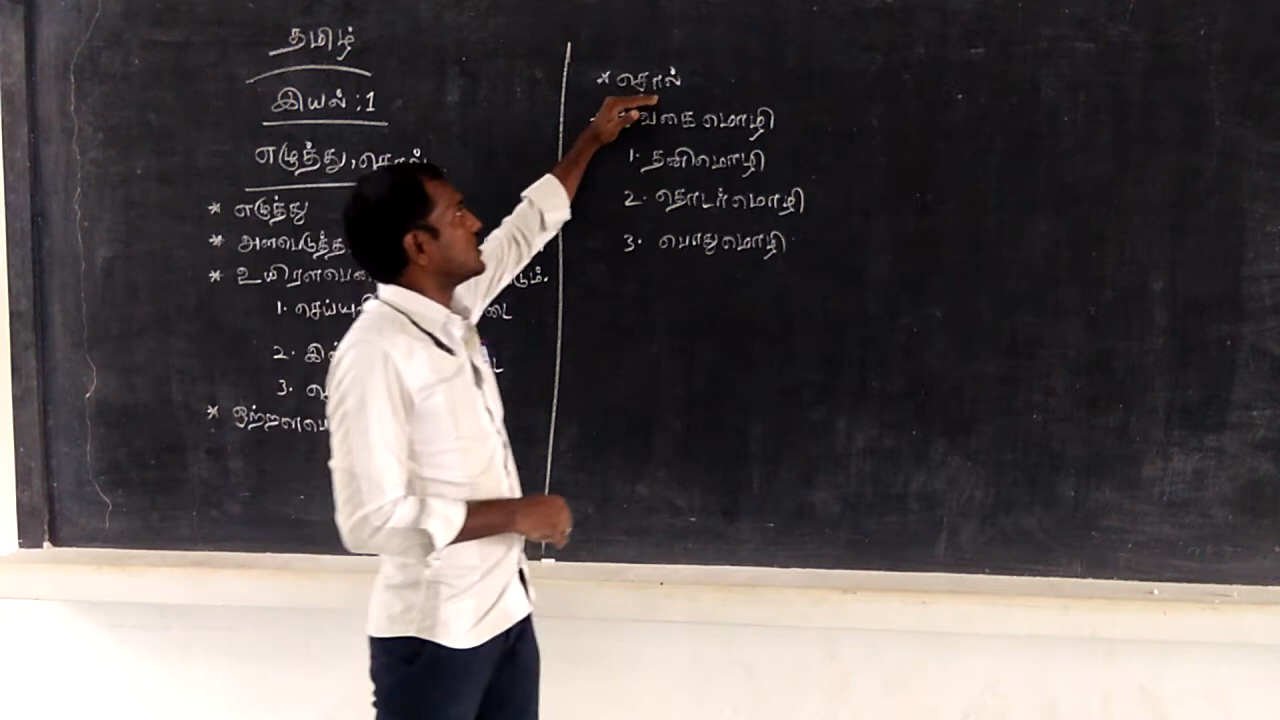 தமிழ்
இயல் : 1
எழுத்து, சொல்
* எழுத்து
* அளபெடுத்த
* உயிரளபெ டும்.
1. செய்யுளி டை
2. இன் டை
3.
* ஒற்றளபெ
* சொல்
வகை மொழி
1. தனிமொழி
2. தொடர்மொழி
3. பொதுமொழி